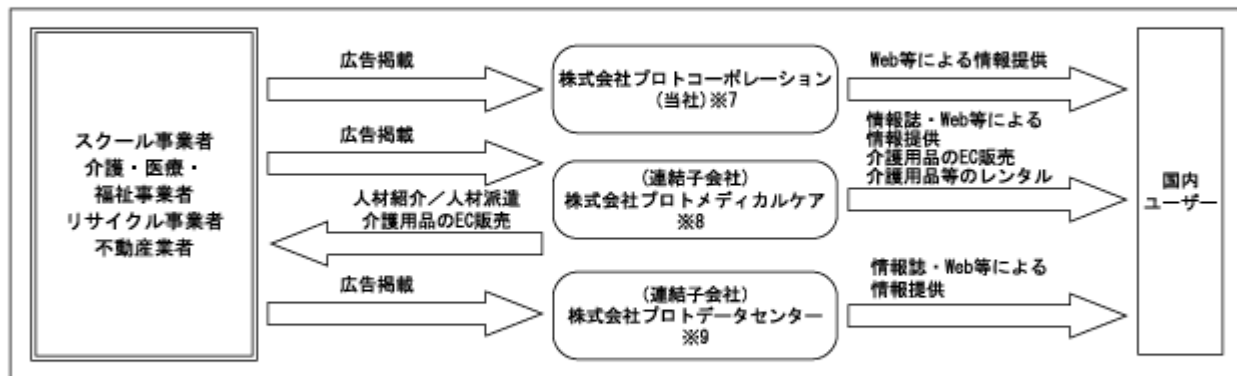 スクール事業者
介護・医療・
福祉事業者
リサイクル事業者
不動産業者
広告掲載
広告掲載
人材紹介／人材派遣
介護用品のEC販売
広告掲載
株式会社プロトコーポレーション
(当社)※7
(連結子会社)
株式会社プロトメディカルケア
※8
(連結子会社)
株式会社プロトデータセンター
※9
Web等による情報提供
情報誌・Web等による
情報提供
介護用品のEC販売
介護用品等のレンタル
情報誌・Web等による
情報提供
国内
ユーザー